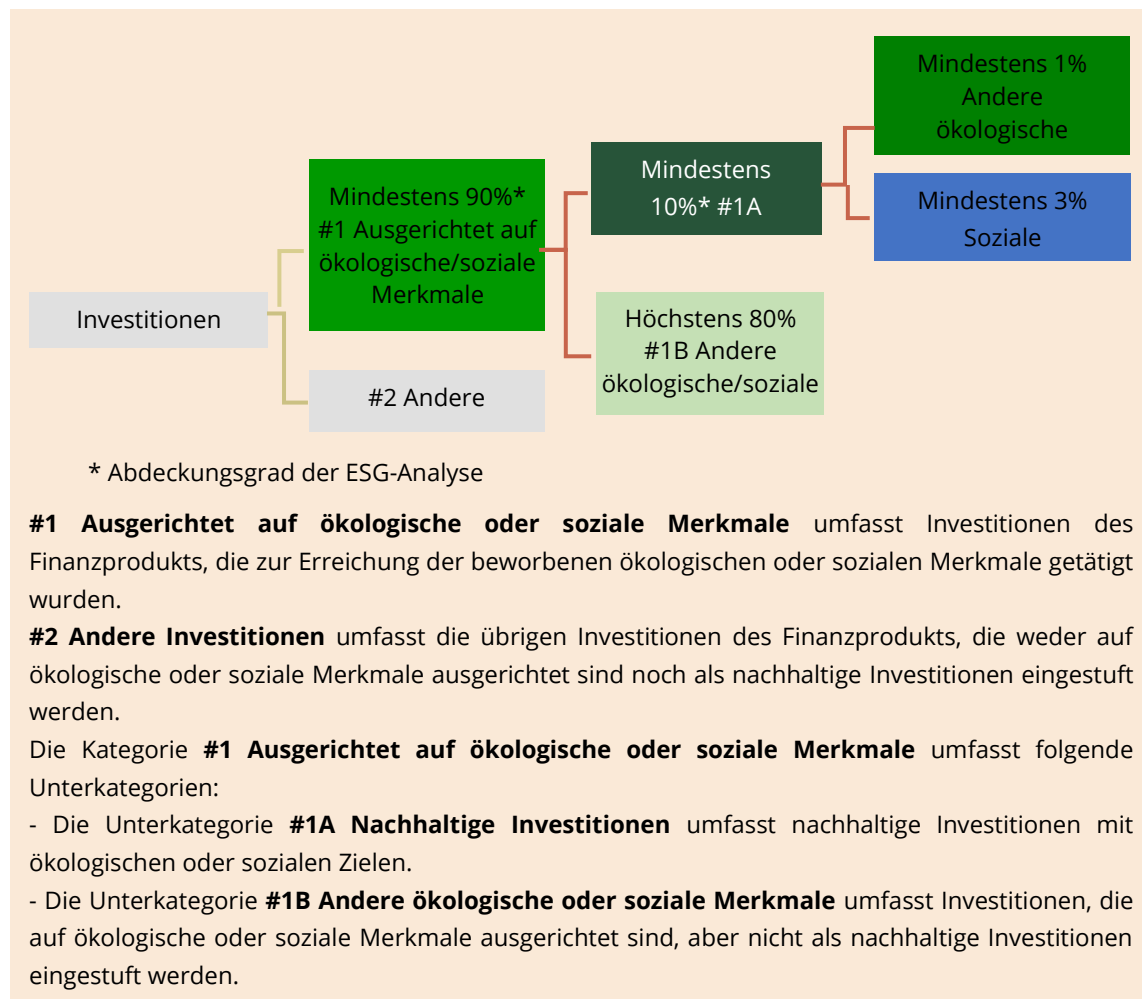 Mindestens 1%
Andere
ökologische
Mindestens 90%*
#1 Ausgerichtet auf
ökologische/soziale
Merkmale
Mindestens
10%* #1A
Mindestens 3%
Soziale
Investitionen
Höchstens 80%
#1B Andere
ökologische/soziale
#2 Andere
* Abdeckungsgrad der ESG-Analyse
#1 Ausgerichtet auf ökologische oder soziale Merkmale umfasst Investitionen des
Finanzprodukts, die zur Erreichung der beworbenen ökologischen oder sozialen Merkmale getätigt
wurden.
#2 Andere Investitionen umfasst die übrigen Investitionen des Finanzprodukts, die weder auf
ökologische oder soziale Merkmale ausgerichtet sind noch als nachhaltige Investitionen eingestuft
werden.
Die Kategorie #1 Ausgerichtet auf ökologische oder soziale Merkmale umfasst folgende
Unterkategorien:
- Die Unterkategorie #1A Nachhaltige Investitionen umfasst nachhaltige Investitionen mit
ökologischen oder sozialen Zielen.
- Die Unterkategorie #1B Andere ökologische oder soziale Merkmale umfasst Investitionen, die
auf ökologische oder soziale Merkmale ausgerichtet sind, aber nicht als nachhaltige Investitionen
eingestuft werden.